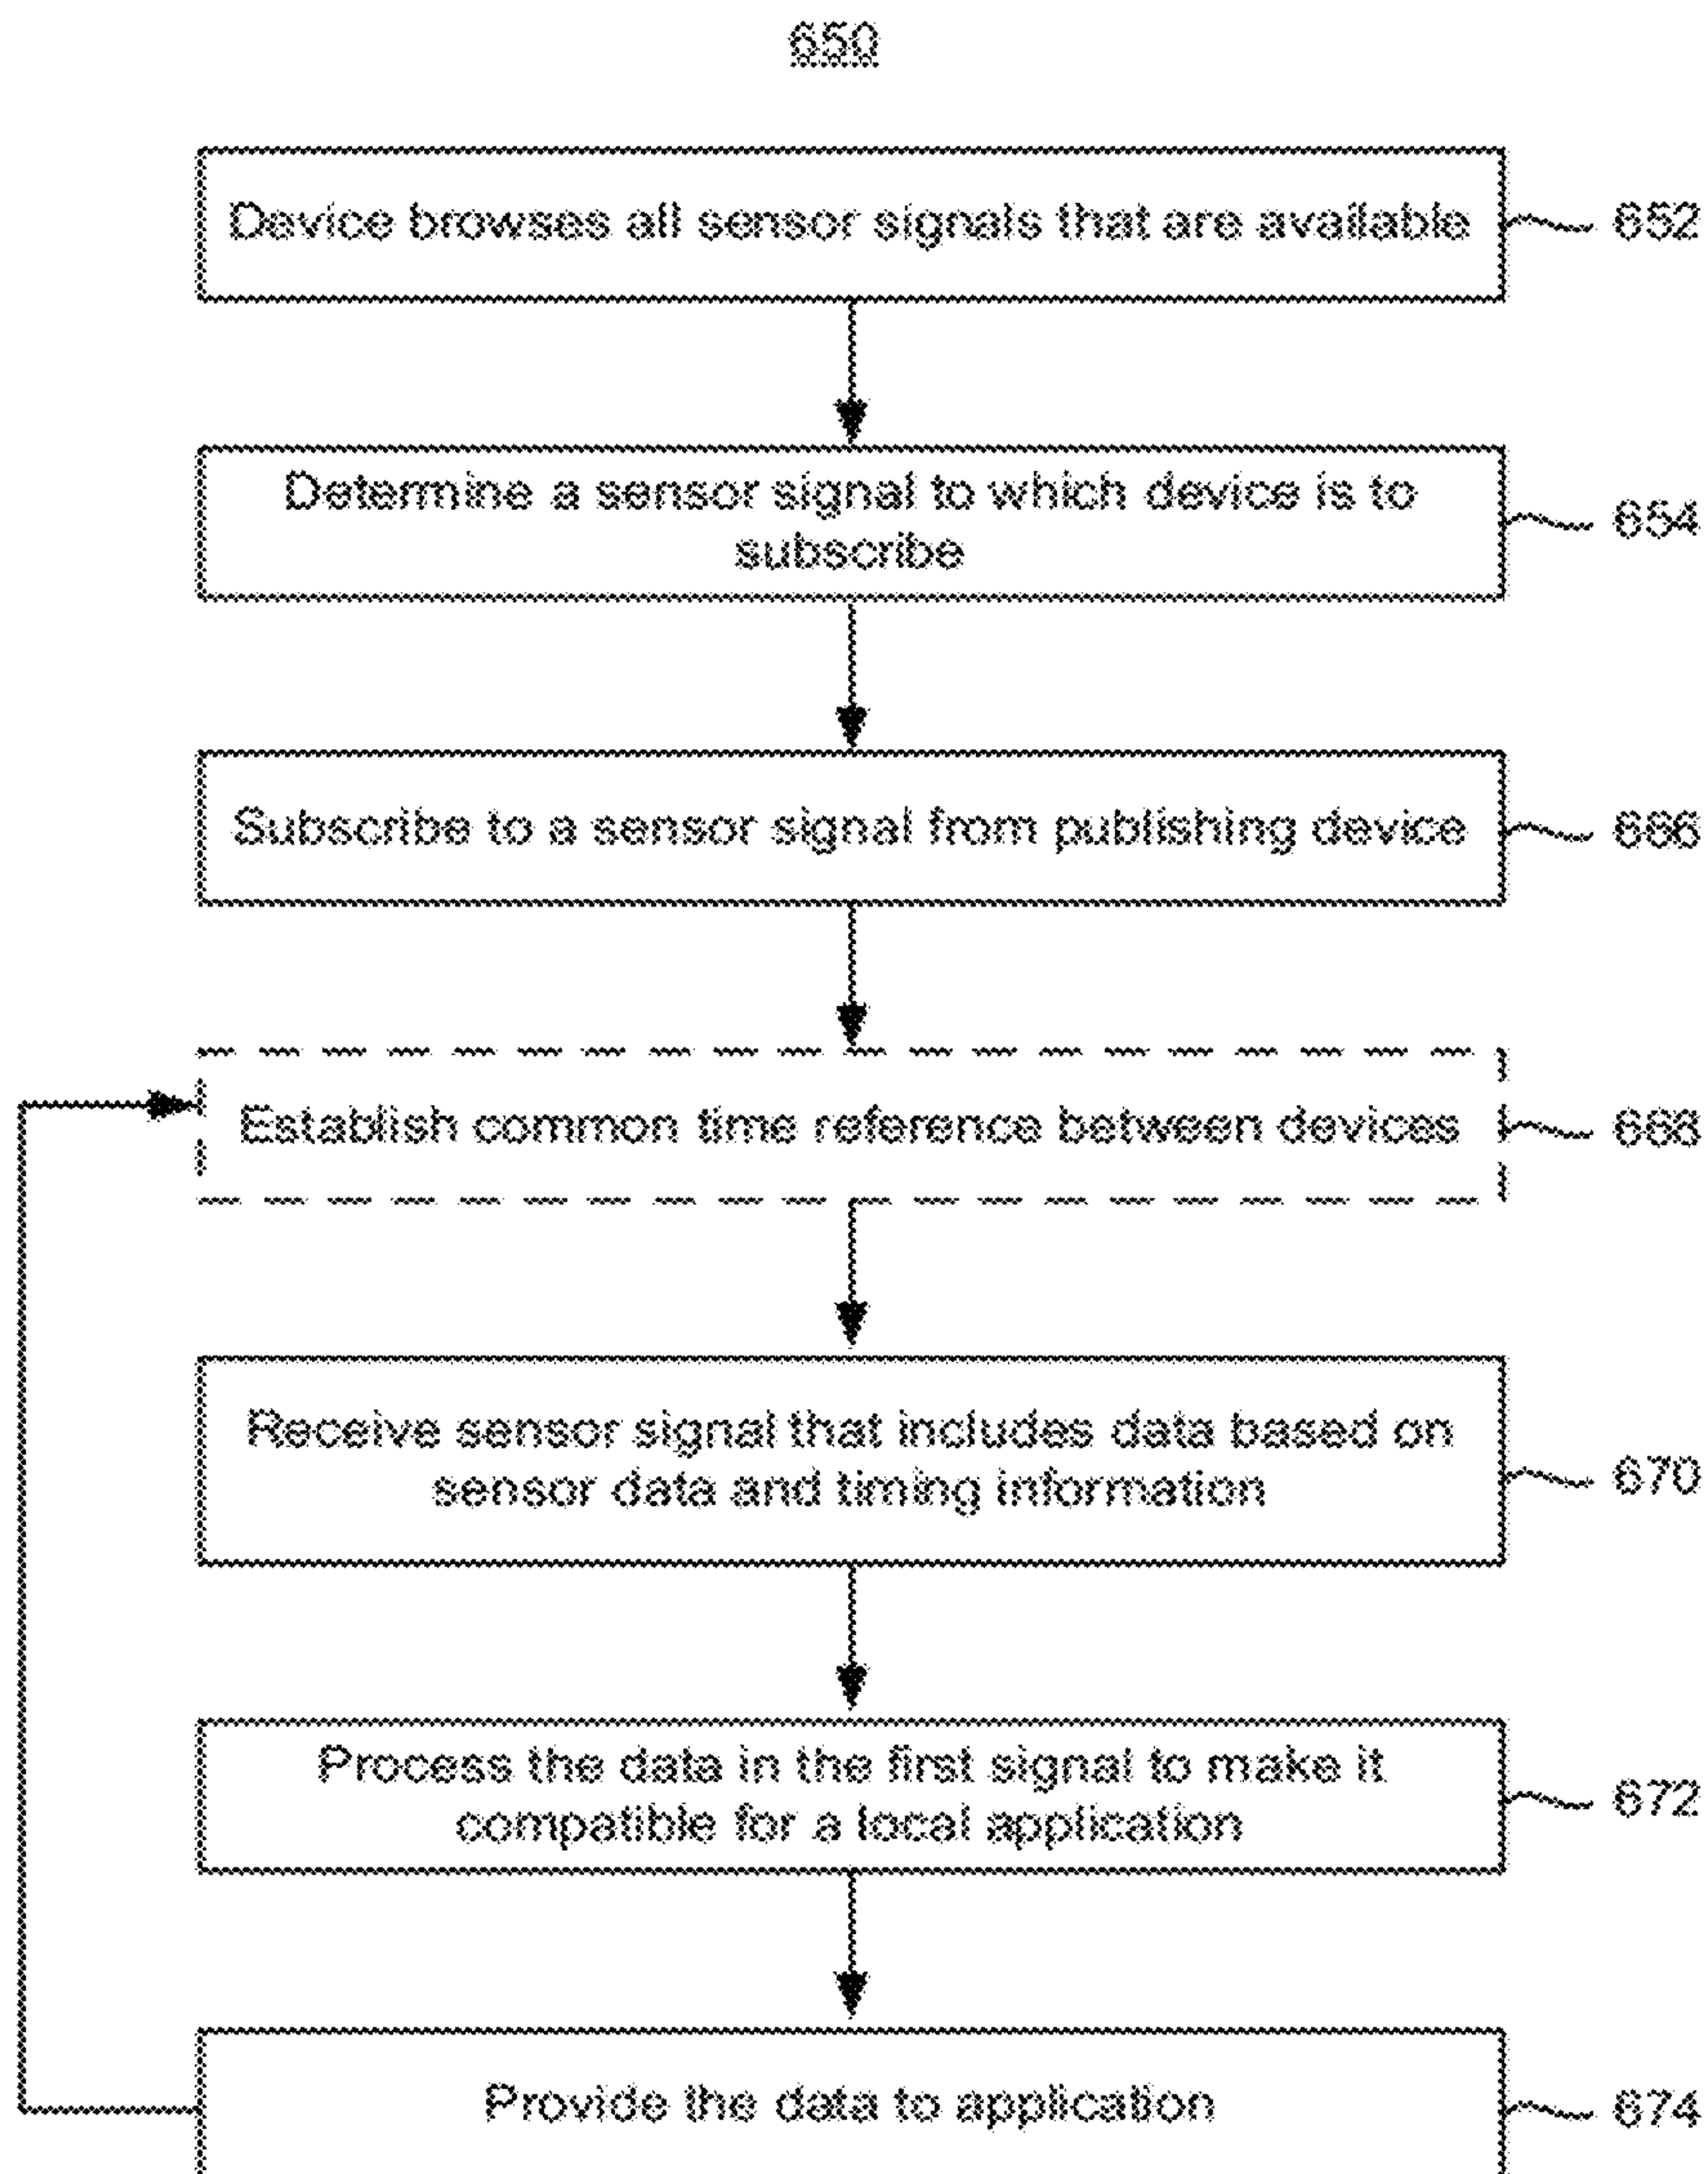 650
Device browses all sensor signals that are available
652
Determine a sensor signal to which device is to
subscribe
654
Subscribe to a sensor signal from publishing device
666
Establish common time reference between devices
668
Receive sensor signal that includes data based on
sensor data and timing information
670
Process the data in the first signal to make it
compatible for a local application
672
Provide the data to application
674